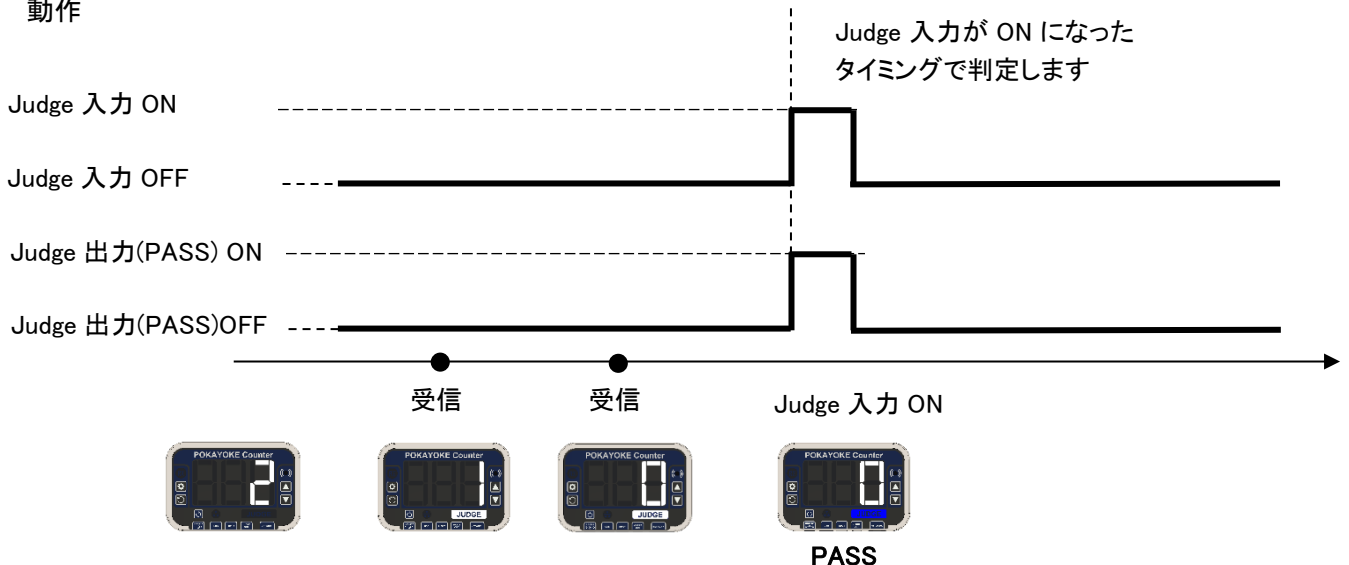 動作
Judge 入力が ON になった
タイミングで判定します
Judge 入力 ON
Judge 入力 OFF
Judge 出力(PASS) ON
Judge 出力(PASS)OFF
受信
受信
Judge 入力 ON
POKAYOKE Counter
2
POKAYOKE Counter
1
JUDGE
POKAYOKE Counter
0
JUDGE
POKAYOKE Counter
0
PASS